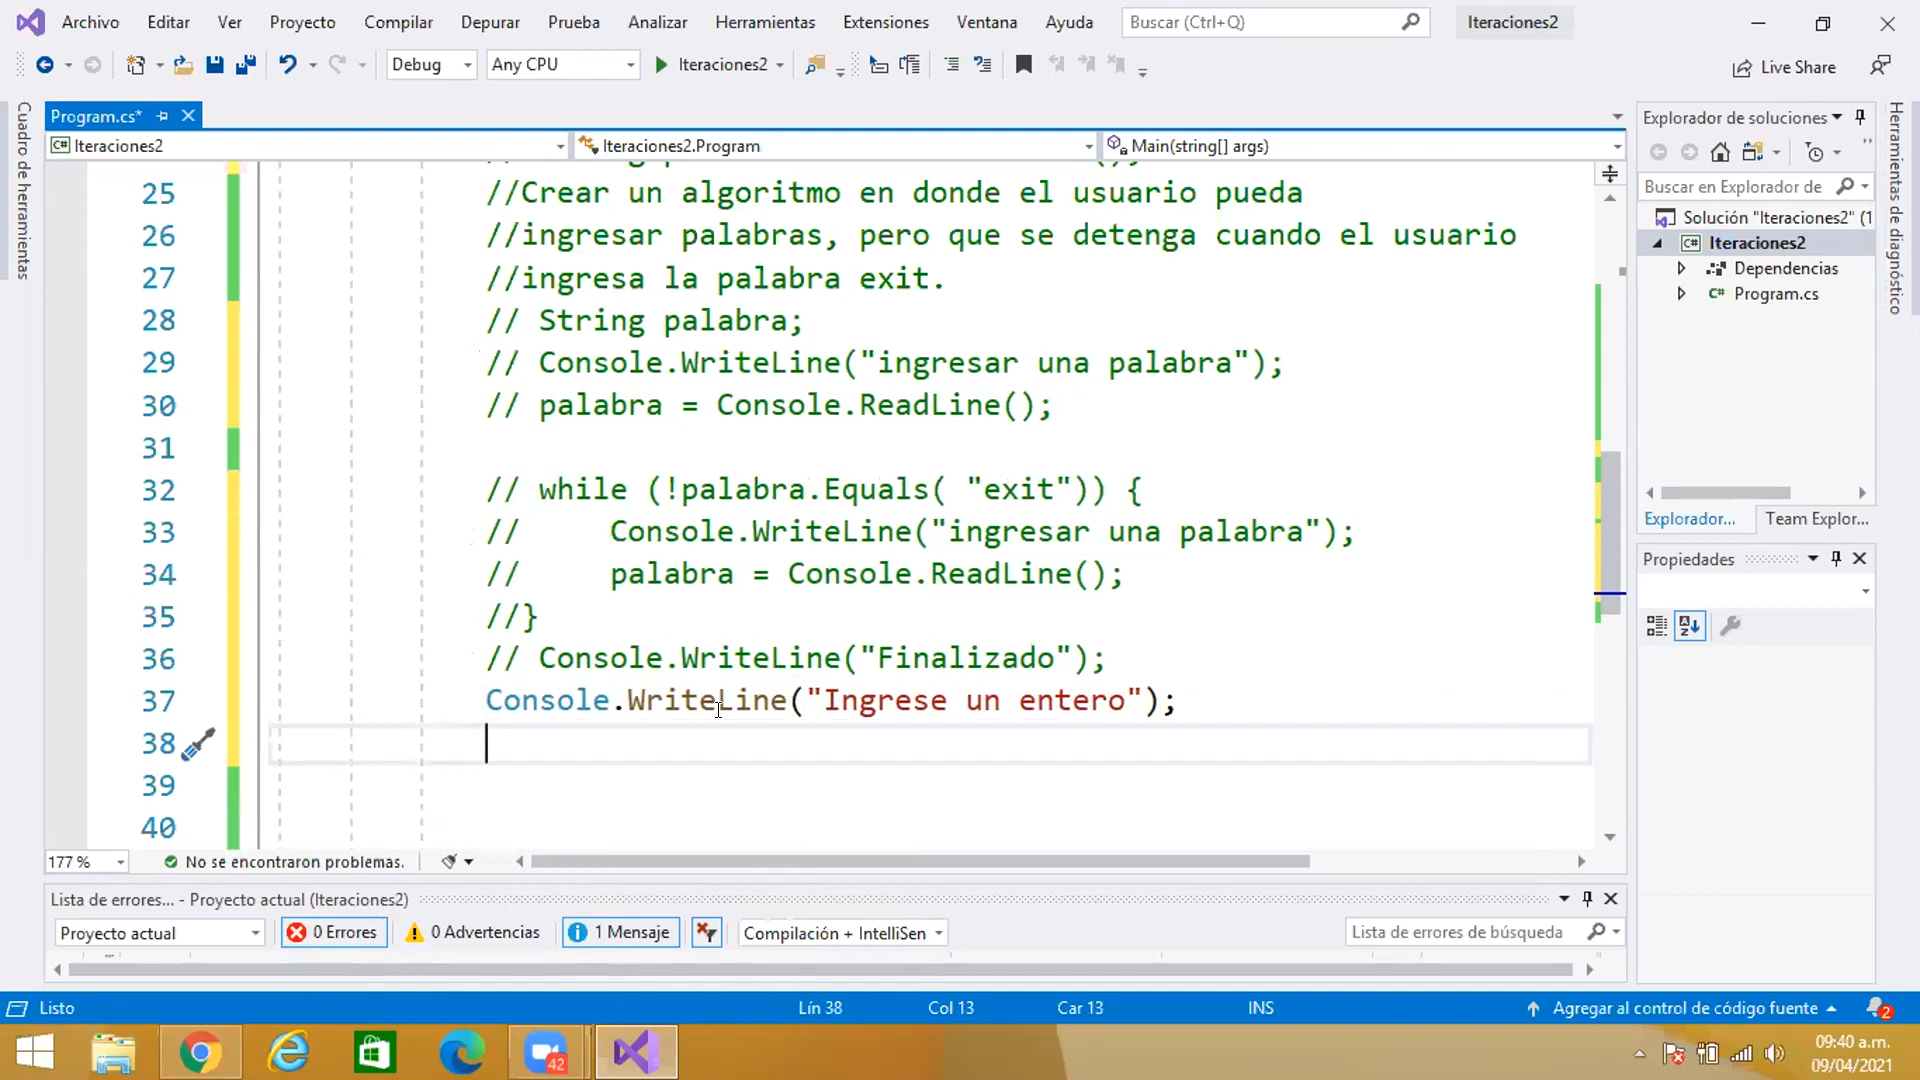 Archivo Editar Ver Proyecto Compilar Depurar Prueba Analizar Herramientas Extensiones Ventana Ayuda Buscar (Ctrl+Q) Iteraciones2
Debug Any CPU Iteraciones2 Live Share
Program.cs*
Iteraciones2 Iteraciones2.Program Main(string[] args)
Cuadro de herramientas
25 //Crear un algoritmo en donde el usuario pueda
26 //ingresar palabras, pero que se detenga cuando el usuario
27 //ingresa la palabra exit.
28 // String palabra;
29 // Console.WriteLine("ingresar una palabra");
30 // palabra = Console.ReadLine();
31
32 // while (!palabra.Equals( "exit")) {
33 //     Console.WriteLine("ingresar una palabra");
34 //     palabra = Console.ReadLine();
35 //}
36 // Console.WriteLine("Finalizado");
37 Console.WriteLine("Ingrese un entero");
38
39
40
177 % No se encontraron problemas.
Explorador de soluciones
Buscar en Explorador de
Solución "Iteraciones2" (1
Iteraciones2
Dependencias
C# Program.cs
Explorador... Team Explor...
Propiedades
Herramientas de diagnóstico
Lista de errores... - Proyecto actual (Iteraciones2)
Proyecto actual 0 Errores 0 Advertencias 1 Mensaje Compilación + IntelliSen Lista de errores de búsqueda
Listo Lín 38 Col 13 Car 13 INS Agregar al control de código fuente 2
42
09:40 a.m.
09/04/2021